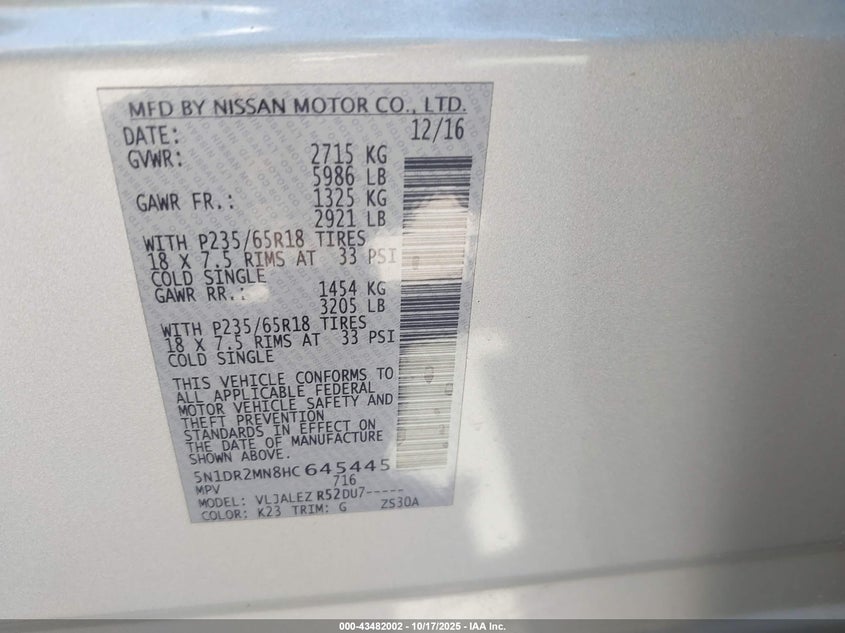 MFD BY NISSAN MOTOR CO., LTD.
DATE: 12/16
GVWR: 2715 KG
5986 LB
GAWR FR.: 1325 KG
2921 LB
WITH P235/65R18 TIRES
18 X 7.5 RIMS AT 33 PSI
COLD SINGLE
GAWR RR.: 1454 KG
3205 LB
WITH P235/65R18 TIRES
18 X 7.5 RIMS AT 33 PSI
COLD SINGLE
THIS VEHICLE CONFORMS TO
ALL APPLICABLE FEDERAL
MOTOR VEHICLE SAFETY AND
THEFT PREVENTION
STANDARDS IN EFFECT ON
THE DATE OF MANUFACTURE
SHOWN ABOVE.
5N1DR2MN8HC645445
716
MPV
MODEL: VLJALEZ R52DU7-----
COLOR: K23 TRIM: G ZS30A
000-43482002 - 10/17/2025 - IAA Inc.